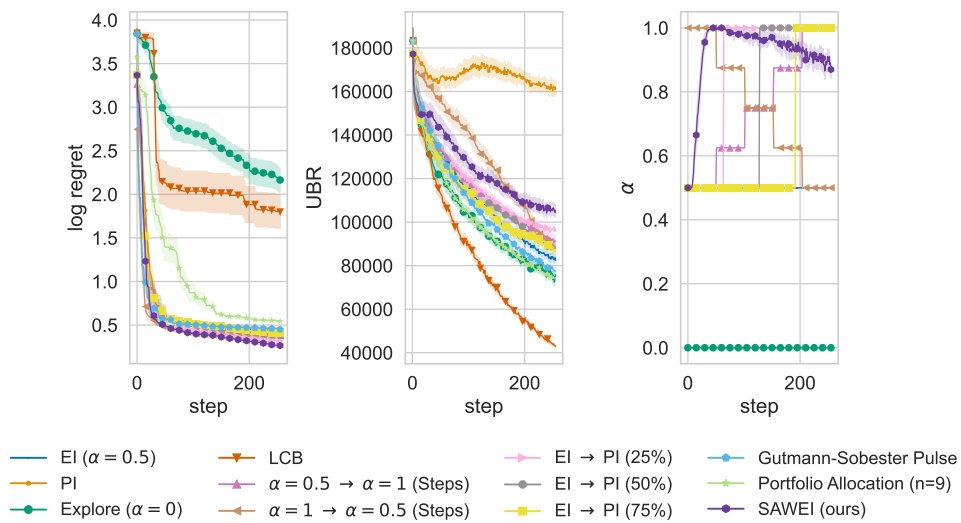 4.0
3.5
3.0
2.5
2.0
1.5
1.0
0.5
log regret
0
200
step
180000
160000
140000
120000
100000
80000
60000
40000
UBR
0
200
step
1.0
0.8
0.6
0.4
0.2
0.0
α
0
200
step
EI (α = 0.5)
PI
Explore (α = 0)
LCB
α = 0.5 → α = 1 (Steps)
α = 1 → α = 0.5 (Steps)
EI → PI (25%)
EI → PI (50%)
EI → PI (75%)
Gutmann-Sobester Pulse
Portfolio Allocation (n=9)
SAWEI (ours)